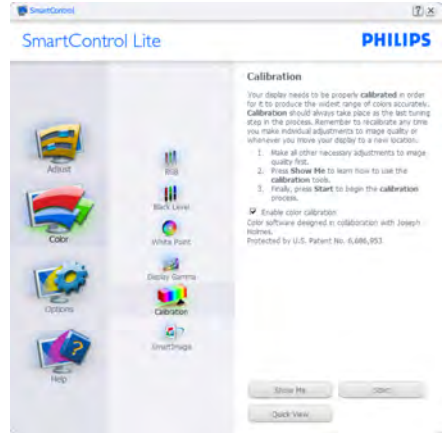 SmartControl
SmartControl Lite
PHILIPS
Calibration
Your display needs to be properly calibrated in order
for it to produce the widest range of colors accurately.
Calibration should always take place as the last tuning
step in the process. Remember to recalibrate any time
you make individual adjustments to image quality or
whenever you move your display to a new location.
1. Make all other necessary adjustments to image
quality first.
2. Press Show Me to learn how to use the
calibration tools.
3. Finally, press Start to begin the calibration
process.
Enable color calibration
Color software designed in collaboration with Joseph
Holmes.
Protected by U.S. Patent No. 6,686,953
Adjust
Color
Options
Help
RGB
Black Level
White Point
Display Gamma
Calibration
SmartImage
Show Me
Start
Quick View